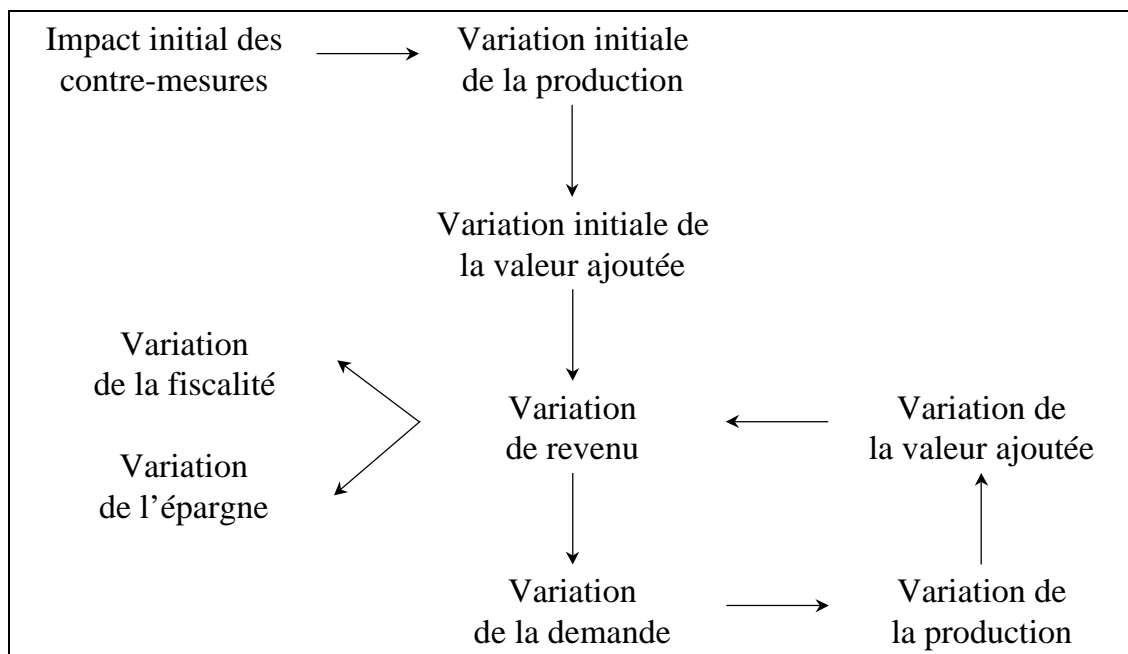 Impact initial des
contre-mesures
Variation initiale
de la production
Variation initiale de
la valeur ajoutée
Variation
de la fiscalité
Variation
de l’épargne
Variation
de revenu
Variation de
la valeur ajoutée
Variation
de la demande
Variation de
la production